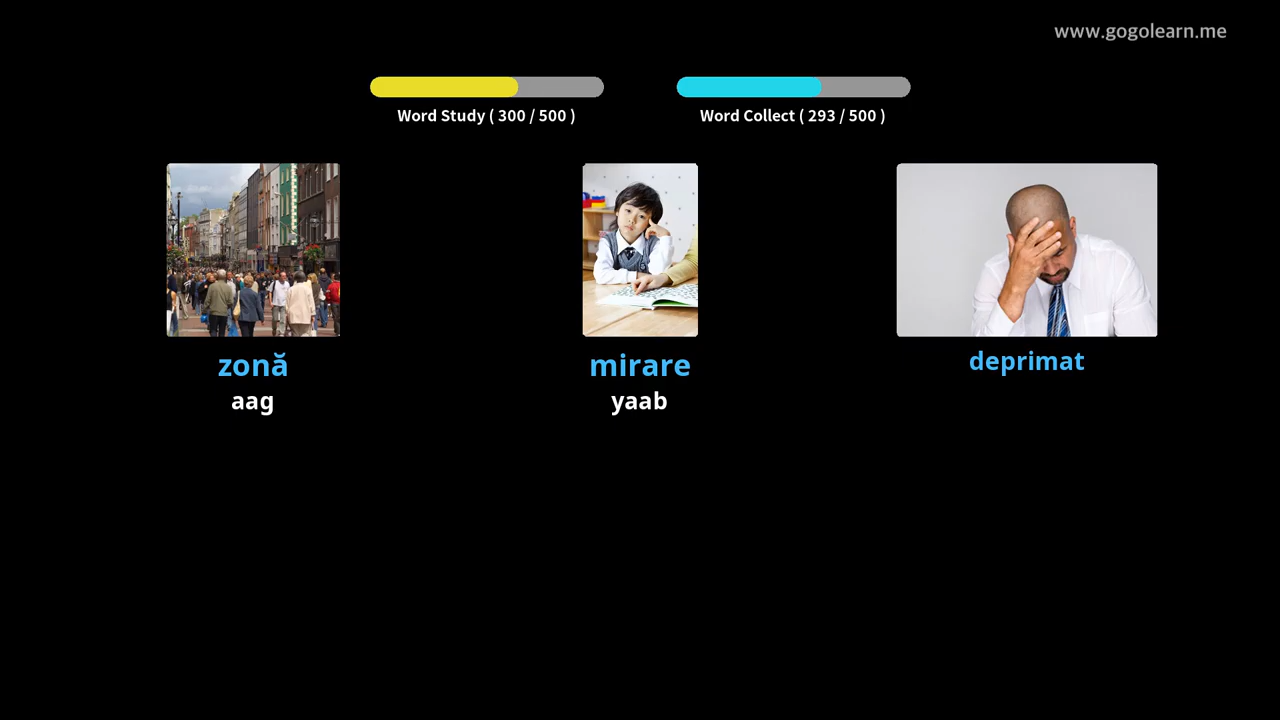 www.gogolearn.me
Word Study ( 300 / 500 )
Word Collect ( 293 / 500 )
zonă
aag
mirare
yaab
deprimat